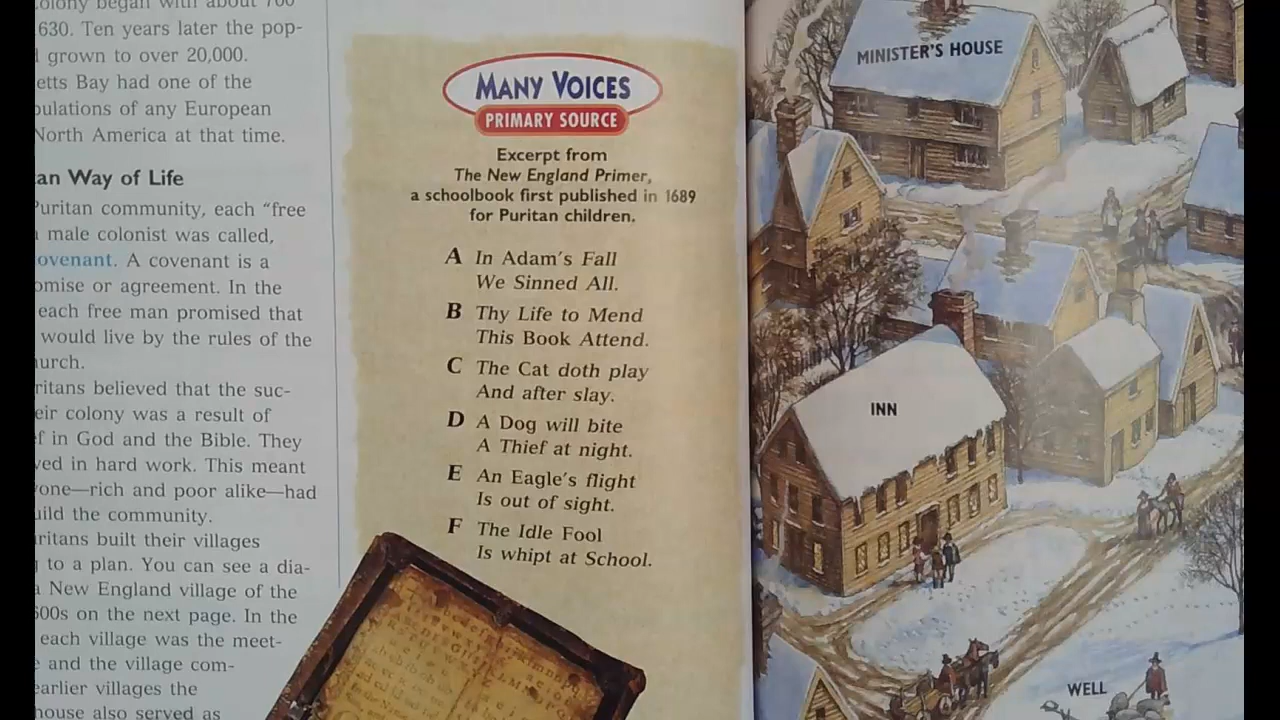 colony began with about 700
1630. Ten years later the pop-
grown to over 20,000.
etts Bay had one of the
pulations of any European
North America at that time.
an Way of Life
Puritan community, each "free
male colonist was called,
ovenant. A covenant is a
omise or agreement. In the
each free man promised that
would live by the rules of the
urch.
ritans believed that the suc-
eir colony was a result of
ef in God and the Bible. They
ved in hard work. This meant
one—rich and poor alike—had
uild the community.
ritans built their villages
to a plan. You can see a dia-
a New England village of the
600s on the next page. In the
each village was the meet-
e and the village com-
earlier villages the
house also served as
MANY VOICES
PRIMARY SOURCE
Excerpt from
The New England Primer,
a schoolbook first published in 1689
for Puritan children.
A In Adam's Fall
We Sinned All.
B Thy Life to Mend
This Book Attend.
C The Cat doth play
And after slay.
D A Dog will bite
A Thief at night.
E An Eagle's flight
Is out of sight.
F The Idle Fool
Is whipt at School.
MINISTER'S HOUSE
INN
WELL